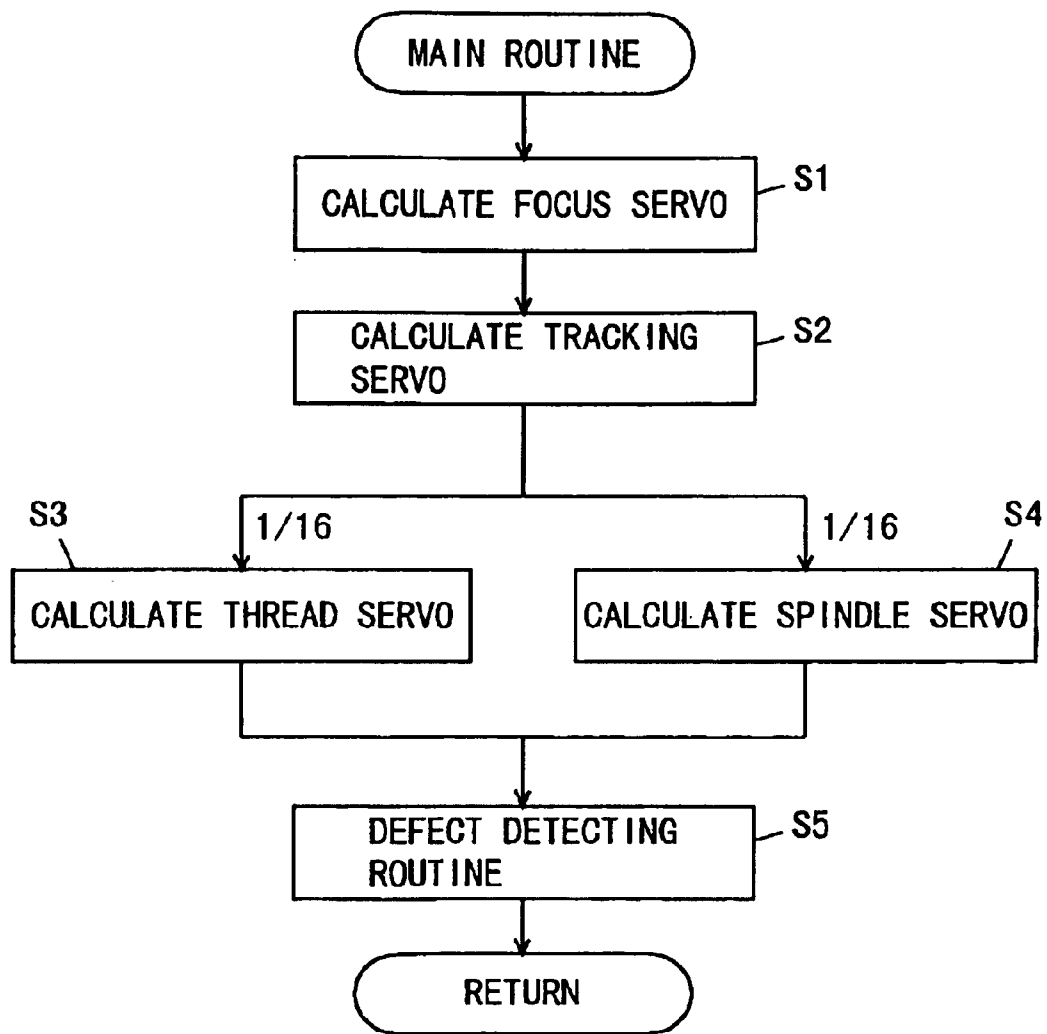 MAIN ROUTINE
S1
CALCULATE FOCUS SERVO
S2
CALCULATE TRACKING
SERVO
S3
1/16
1/16
S4
CALCULATE THREAD SERVO
CALCULATE SPINDLE SERVO
S5
DEFECT DETECTING
ROUTINE
RETURN